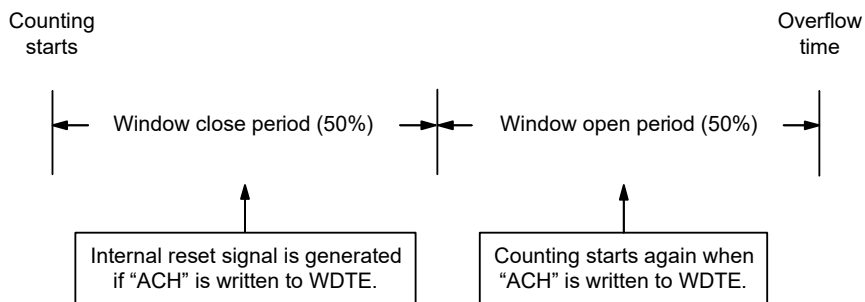 Counting
starts
Overflow
time
Window close period (50%)
Window open period (50%)
Internal reset signal is generated
if “ACH” is written to WDTE.
Counting starts again when
“ACH” is written to WDTE.